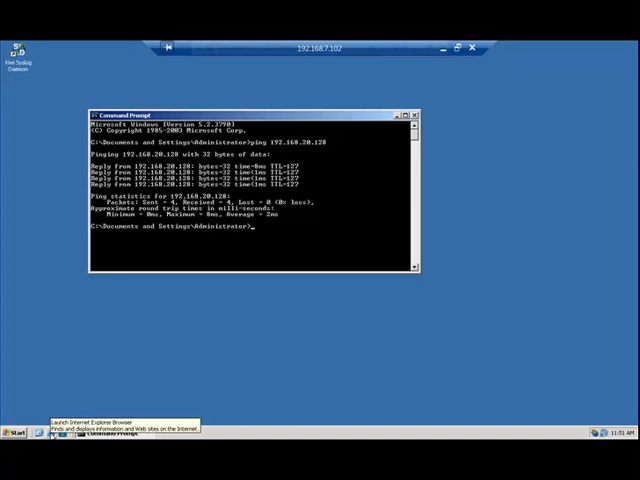 192.168.7.102
Kiwi Syslog
Daemon
Command Prompt
Microsoft Windows [Version 5.2.3790]
(C) Copyright 1985-2003 Microsoft Corp.
C:\Documents and Settings\Administrator>ping 192.168.20.128
Pinging 192.168.20.128 with 32 bytes of data:
Reply from 192.168.20.128: bytes=32 time=8ms TTL=127
Reply from 192.168.20.128: bytes=32 time<1ms TTL=127
Reply from 192.168.20.128: bytes=32 time<1ms TTL=127
Reply from 192.168.20.128: bytes=32 time<1ms TTL=127
Ping statistics for 192.168.20.128:
Packets: Sent = 4, Received = 4, Lost = 0 (0% loss),
Approximate round trip times in milli-seconds:
Minimum = 0ms, Maximum = 8ms, Average = 2ms
C:\Documents and Settings\Administrator>_
Launch Internet Explorer Browser
Finds and displays information and Web sites on the Internet.
Start
Command Prompt
11:51 AM